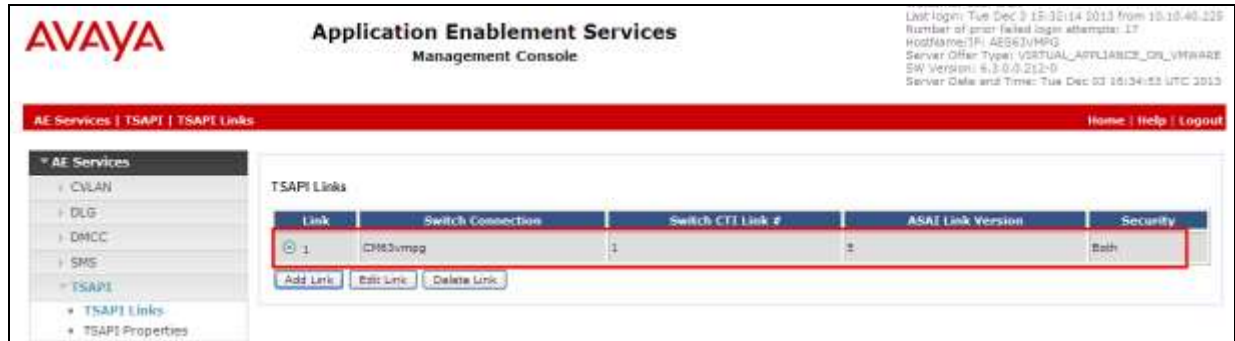 AVAYA
Application Enablement Services
Management Console
Last login: Tue Dec 3 15:32:14 2013 from 10.10.40.225
Number of prior failed login attempts: 17
HostName/IP: AES63VMPG
Server Offer Type: VIRTUAL_APPLIANCE_ON_VMWARE
SW Version: 6.3.0.0.212-0
Server Date and Time: Tue Dec 03 16:34:53 UTC 2013
AE Services | TSAPI | TSAPI Links
Home | Help | Logout
AE Services
CVLAN
DLG
DMCC
SMS
TSAPI
TSAPI Links
TSAPI Properties
TSAPI Links
Link Switch Connection Switch CTI Link # ASAI Link Version Security
1 CM63vmpg 1 5 Both
Add Link Edit Link Delete Link